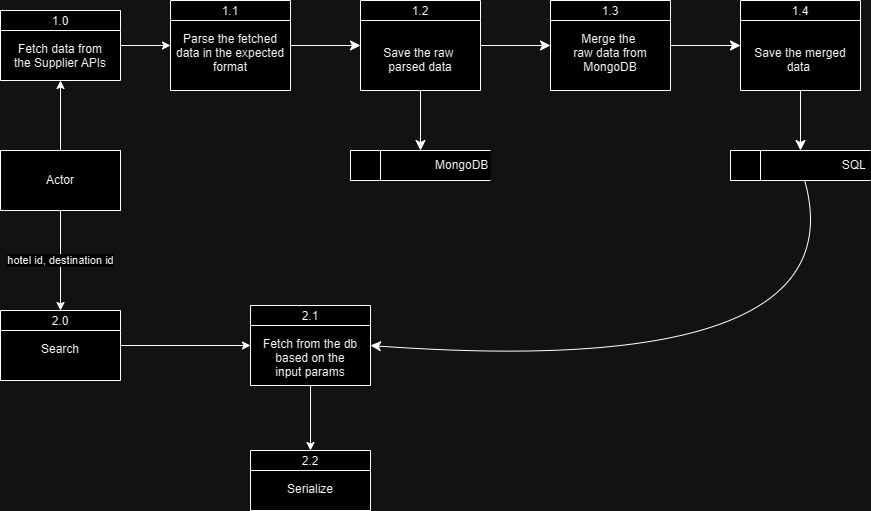 1.0
Fetch data from
the Supplier APIs
1.1
Parse the fetched
data in the expected
format
1.2
Save the raw
parsed data
1.3
Merge the
raw data from
MongoDB
1.4
Save the merged
data
Actor
MongoDB
SQL
hotel id, destination id
2.0
Search
2.1
Fetch from the db
based on the
input params
2.2
Serialize